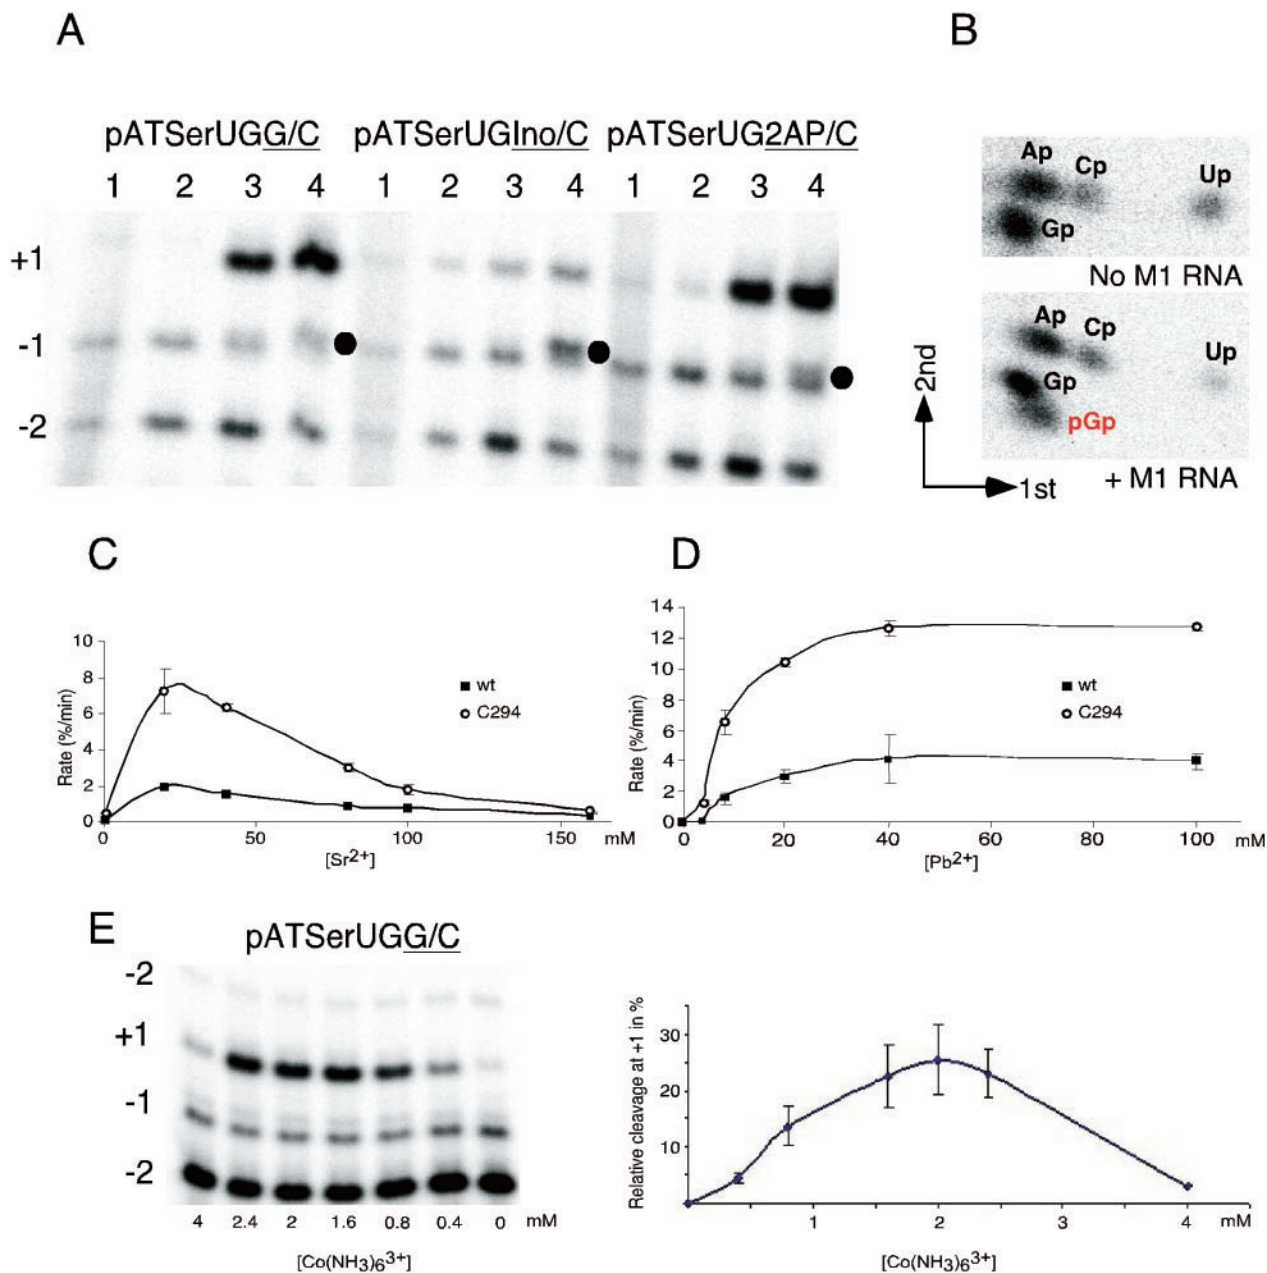 A
B
pATSerUGG/C pATSerUGIno/C pATSerUG2AP/C
1 2 3 4 1 2 3 4 1 2 3 4
+1
-1
-2
Ap Cp Up
Gp
No M1 RNA
Ap Cp Up
Gp
pGp
2nd
1st
+ M1 RNA
C
10
8
6
4
2
0
Rate (%/min)
wt
C294
0 50 100 150 mM
[Sr2+]
D
14
12
10
8
6
4
2
0
Rate (%/min)
wt
C294
0 20 40 60 80 100 mM
[Pb2+]
E
pATSerUGG/C
-2
+1
-1
-2
4 2.4 2 1.6 0.8 0.4 0 mM
[Co(NH3)63+]
Relative cleavage at +1 in %
30
20
10
1 2 3 4 mM
[Co(NH3)63+]